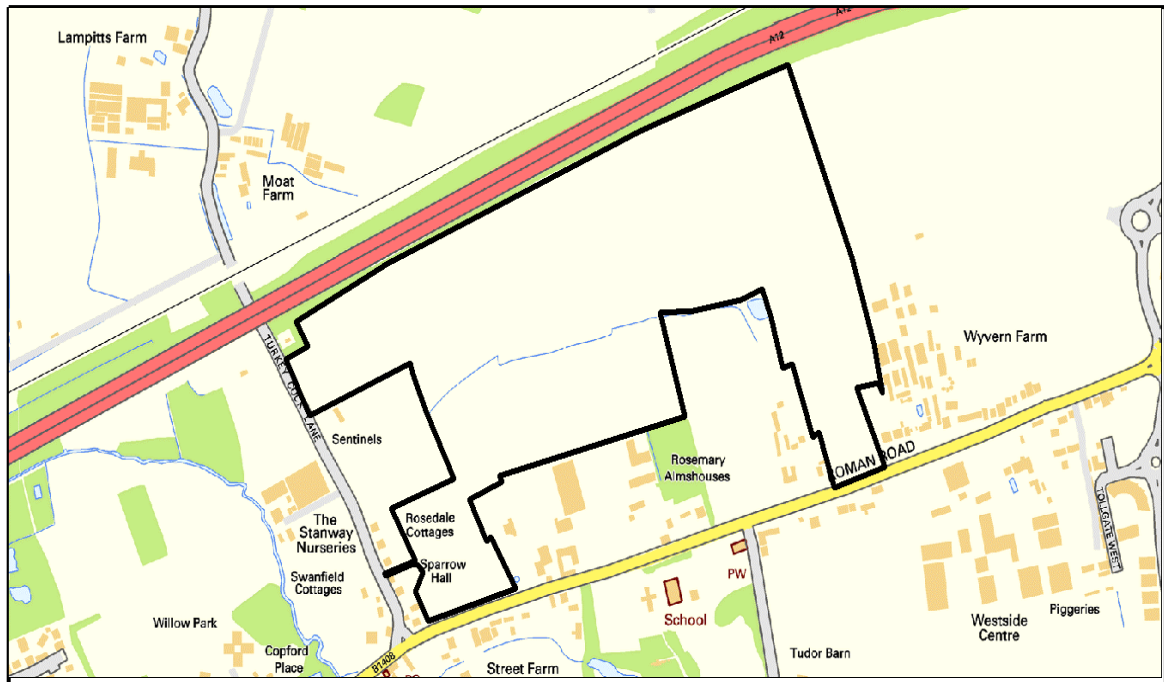 A12
A12
Lampitts Farm
Moat
Farm
TURKEY COCK LANE
Wyvern Farm
Sentinels
ROMAN ROAD
Rosemary
Almshouses
The
Stanway
Nurseries
Rosedale
Cottages
TOLLGATE WEST
Sparrow
Hall
Swanfield
Cottages
PW
School
Willow Park
Westside
Centre
Piggeries
Copford
Place
B1408
Street Farm
Tudor Barn